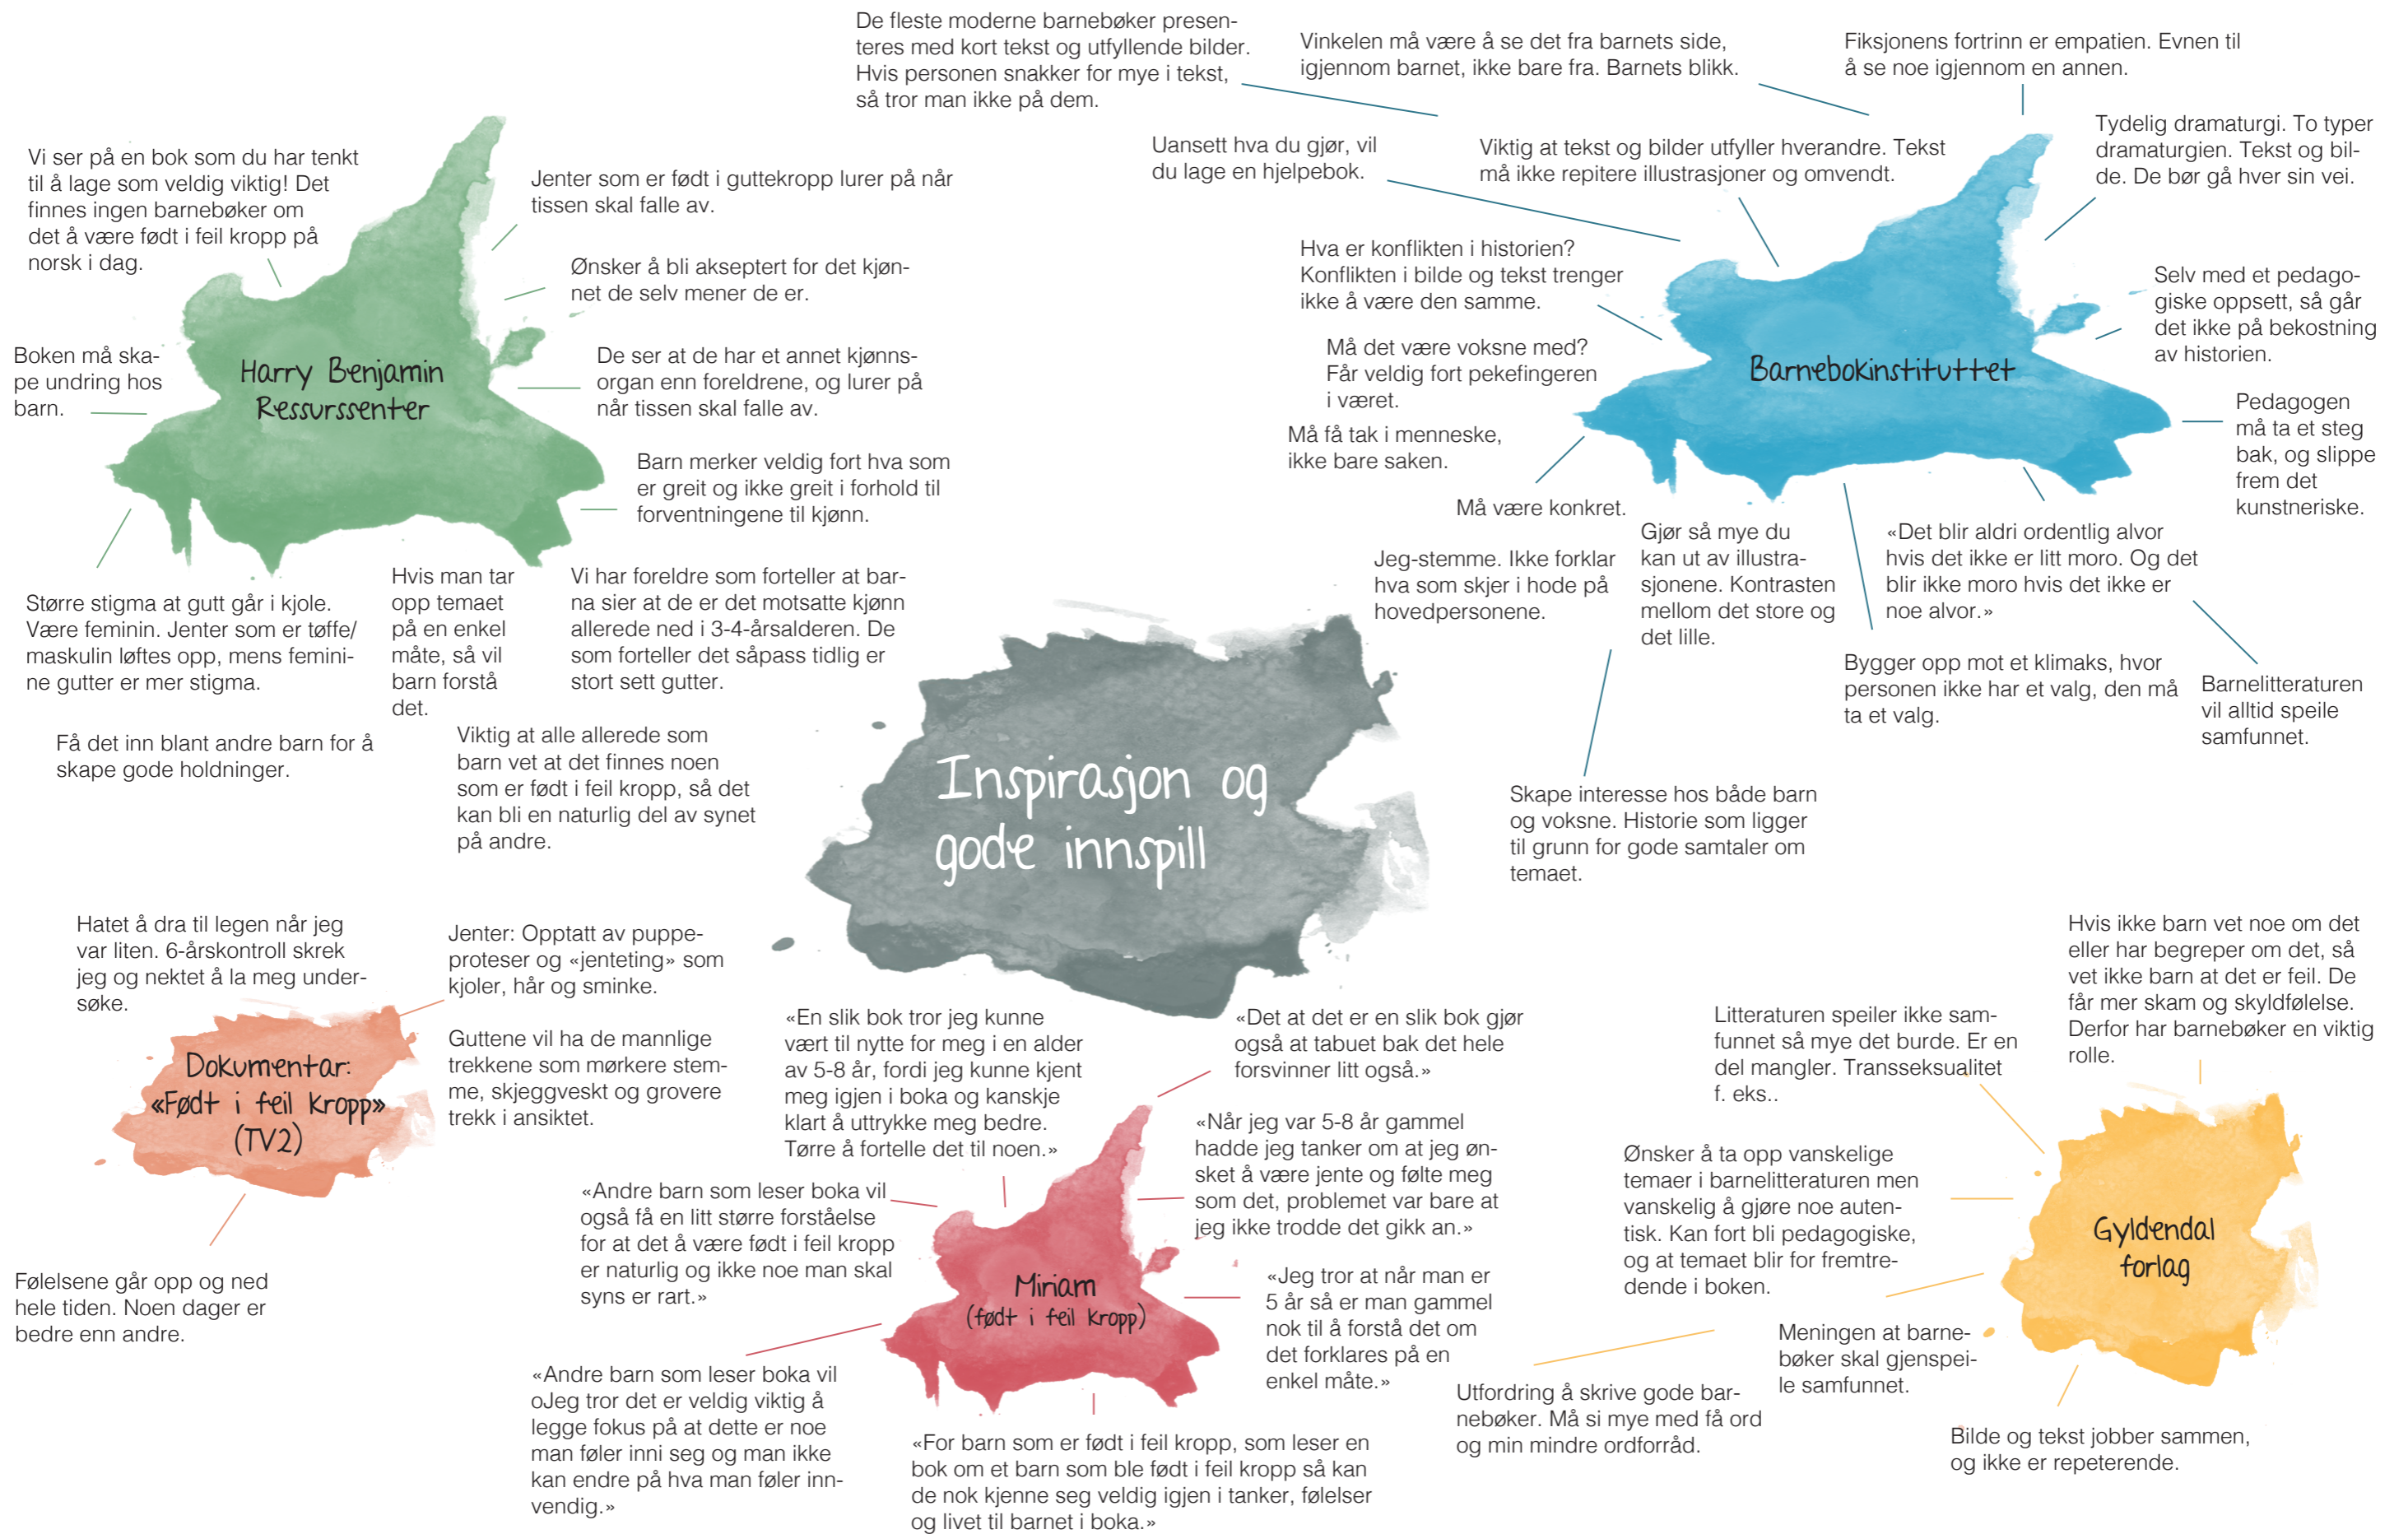 De fleste moderne barnebøker presen-
teres med kort tekst og utfyllende bilder.
Hvis personen snakker for mye i tekst,
så tror man ikke på dem.
Vinkelen må være å se det fra barnets side,
igjennom barnet, ikke bare fra. Barnets blikk.
Fiksjonens fortrinn er empatien. Evnen til
å se noe igjennom en annen.
Uansett hva du gjør, vil
du lage en hjelpebok.
Viktig at tekst og bilder utfyller hverandre. Tekst
må ikke repitere illustrasjoner og omvendt.
Tydelig dramaturgi. To typer
dramaturgien. Tekst og bil-
de. De bør gå hver sin vei.
Hva er konflikten i historien?
Konflikten i bilde og tekst trenger
ikke å være den samme.
Selv med et pedago-
giske oppsett, så går
det ikke på bekostning
av historien.
Må det være voksne med?
Får veldig fort pekefingeren
i været.
Barnebokinstituttet
Pedagogen
må ta et steg
bak, og slippe
frem det
kunstneriske.
Må få tak i menneske,
ikke bare saken.
Må være konkret.
Jeg-stemme. Ikke forklar
hva som skjer i hode på
hovedpersonene.
Gjør så mye du
kan ut av illustra-
sjonene. Kontrasten
mellom det store og
det lille.
«Det blir aldri ordentlig alvor
hvis det ikke er litt moro. Og det
blir ikke moro hvis det ikke er
noe alvor.»
Bygger opp mot et klimaks, hvor
personen ikke har et valg, den må
ta et valg.
Barnelitteraturen
vil alltid speile
samfunnet.
Skape interesse hos både barn
og voksne. Historie som ligger
til grunn for gode samtaler om
temaet.
Vi ser på en bok som du har tenkt
til å lage som veldig viktig! Det
finnes ingen barnebøker om
det å være født i feil kropp på
norsk i dag.
Jenter som er født i guttekropp lurer på når
tissen skal falle av.
Ønsker å bli akseptert for det kjøn-
net de selv mener de er.
Boken må ska-
pe undring hos
barn.
Harry Benjamin
Ressurssenter
De ser at de har et annet kjønns-
organ enn foreldrene, og lurer på
når tissen skal falle av.
Barn merker veldig fort hva som
er greit og ikke greit i forhold til
forventningene til kjønn.
Større stigma at gutt går i kjole.
Være feminin. Jenter som er tøffe/
maskulin løftes opp, mens femini-
ne gutter er mer stigma.
Hvis man tar
opp temaet
på en enkel
måte, så vil
barn forstå
det.
Vi har foreldre som forteller at bar-
na sier at de er det motsatte kjønn
allerede ned i 3-4-årsalderen. De
som forteller det såpass tidlig er
stort sett gutter.
Få det inn blant andre barn for å
skape gode holdninger.
Viktig at alle allerede som
barn vet at det finnes noen
som er født i feil kropp, så det
kan bli en naturlig del av synet
på andre.
Inspirasjon og
gode innspill
Hatet å dra til legen når jeg
var liten. 6-årskontroll skrek
jeg og nektet å la meg under-
søke.
Jenter: Opptatt av puppe-
proteser og «jenteting» som
kjoler, hår og sminke.
Dokumentar:
«Født i feil kropp»
(TV2)
Guttene vil ha de mannlige
trekkene som mørkere stem-
me, skjeggveskt og grovere
trekk i ansiktet.
Følelsene går opp og ned
hele tiden. Noen dager er
bedre enn andre.
«En slik bok tror jeg kunne
vært til nytte for meg i en alder
av 5-8 år, fordi jeg kunne kjent
meg igjen i boka og kanskje
klart å uttrykke meg bedre.
Tørre å fortelle det til noen.»
«Det at det er en slik bok gjør
også at tabuet bak det hele
forsvinner litt også.»
«Når jeg var 5-8 år gammel
hadde jeg tanker om at jeg øn-
sket å være jente og følte meg
som det, problemet var bare at
jeg ikke trodde det gikk an.»
«Andre barn som leser boka vil
også få en litt større forståelse
for at det å være født i feil kropp
er naturlig og ikke noe man skal
syns er rart.»
Miriam
(født i feil kropp)
«Jeg tror at når man er
5 år så er man gammel
nok til å forstå det om
det forklares på en
enkel måte.»
«Andre barn som leser boka vil
oJeg tror det er veldig viktig å
legge fokus på at dette er noe
man føler inni seg og man ikke
kan endre på hva man føler inn-
vendig.»
«For barn som er født i feil kropp, som leser en
bok om et barn som ble født i feil kropp så kan
de nok kjenne seg veldig igjen i tanker, følelser
og livet til barnet i boka.»
Hvis ikke barn vet noe om det
eller har begreper om det, så
vet ikke barn at det er feil. De
får mer skam og skyldfølelse.
Derfor har barnebøker en viktig
rolle.
Litteraturen speiler ikke sam-
funnet så mye det burde. Er en
del mangler. Transseksualitet
f. eks..
Ønsker å ta opp vanskelige
temaer i barnelitteraturen men
vanskelig å gjøre noe auten-
tisk. Kan fort bli pedagogiske,
og at temaet blir for fremtre-
dende i boken.
Gyldendal
forlag
Meningen at barne-
bøker skal gjenspei-
le samfunnet.
Utfordring å skrive gode bar-
nebøker. Må si mye med få ord
og min mindre ordforråd.
Bilde og tekst jobber sammen,
og ikke er repeterende.